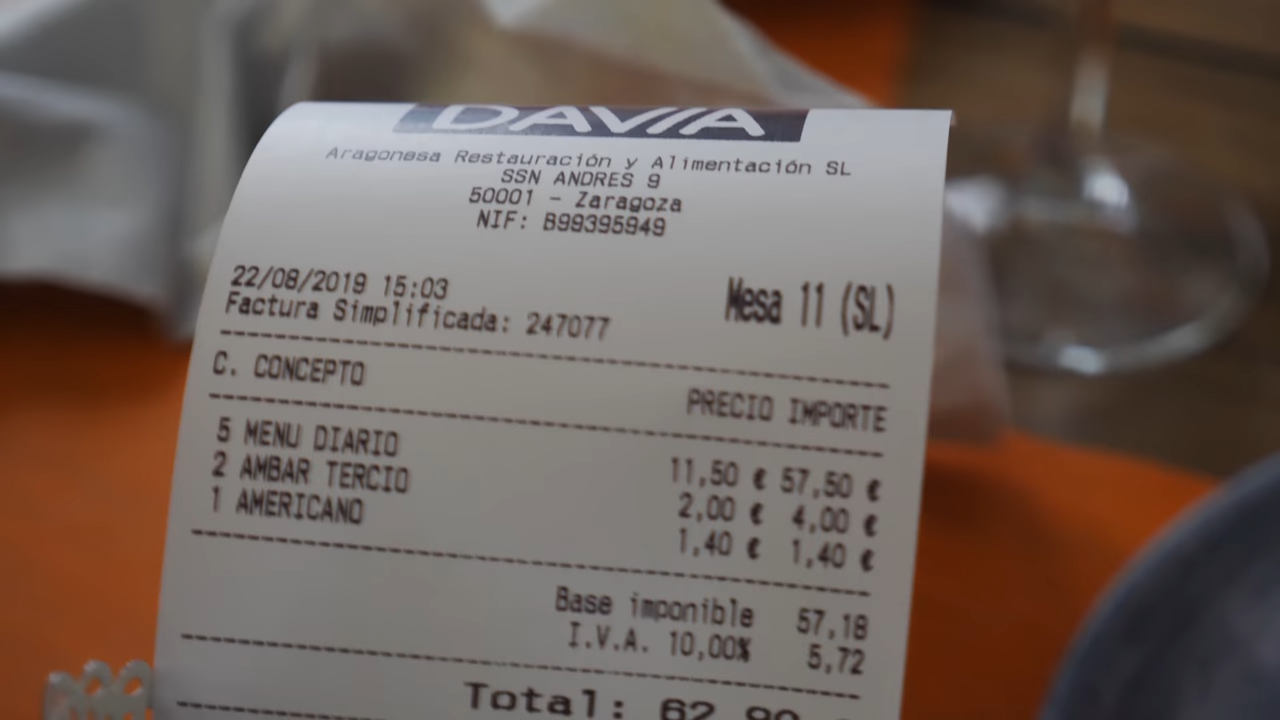 DAVIA
Aragonesa Restauración y Alimentación SL
SSN ANDRES 9
50001 - Zaragoza
NIF: B99395949
22/08/2019 15:03
Mesa 11 (SL)
Factura Simplificada: 247077
C. CONCEPTO PRECIO IMPORTE
5 MENU DIARIO 11,50 € 57,50 €
2 AMBAR TERCIO 2,00 € 4,00 €
1 AMERICANO 1,40 € 1,40 €
Base imponible 57,18
I.V.A. 10,00% 5,72
Total: 62,90